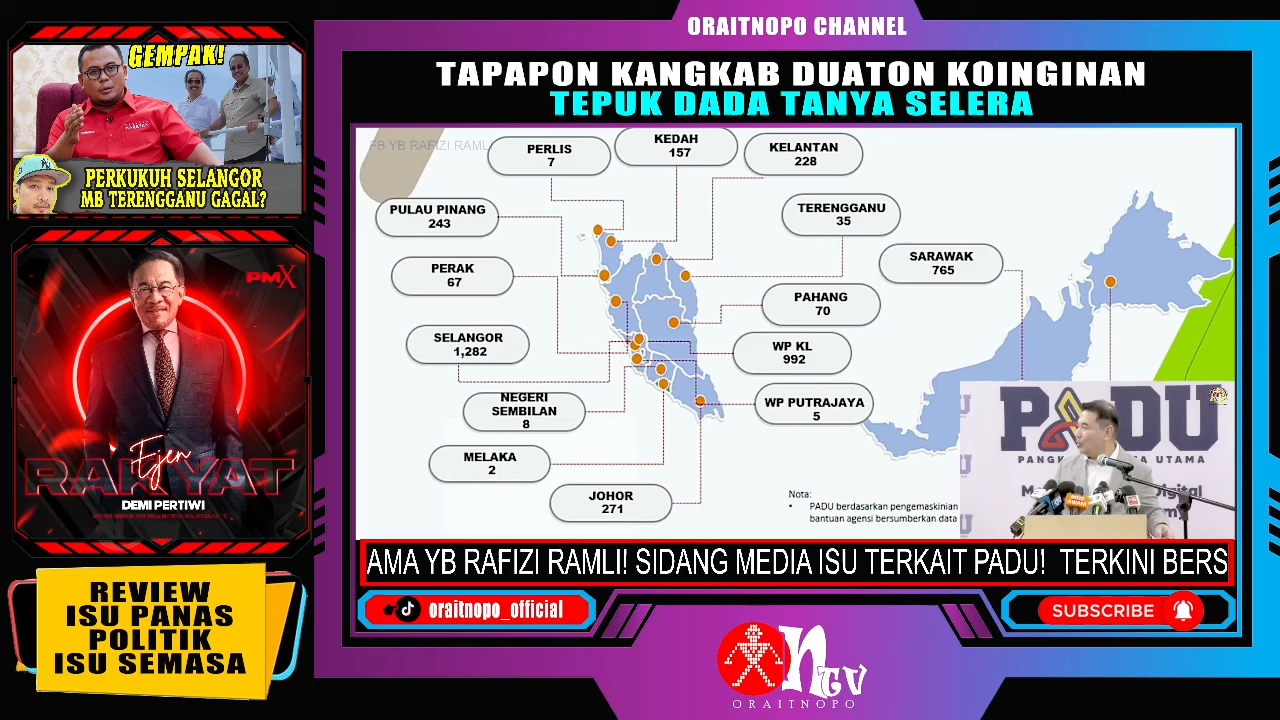 ORAITNOPO CHANNEL
TAPAPON KANGKAB DUATON KOINGINAN
TEPUK DADA TANYA SELERA
GEMPAK!
PERKUKUH SELANGOR
MB TERENGGANU GAGAL?
PMX
Ejen
RAKYAT
DEMI PERTIWI
REVIEW
ISU PANAS
POLITIK
ISU SEMASA
FB YB RAFIZI RAMLI
PERLIS
7
KEDAH
157
KELANTAN
228
PULAU PINANG
243
TERENGGANU
35
PERAK
67
SARAWAK
765
PAHANG
70
SELANGOR
1,282
WP KL
992
NEGERI
SEMBILAN
8
WP PUTRAJAYA
5
MELAKA
2
JOHOR
271
Nota:
• PADU berdasarkan pengemaskinian
bantuan agensi bersumberkan data
PADU
AMA YB RAFIZI RAMLI! SIDANG MEDIA ISU TERKAIT PADU! TERKINI BERS
oraitnopo_official
SUBSCRIBE
nTV
ORAITNOPO